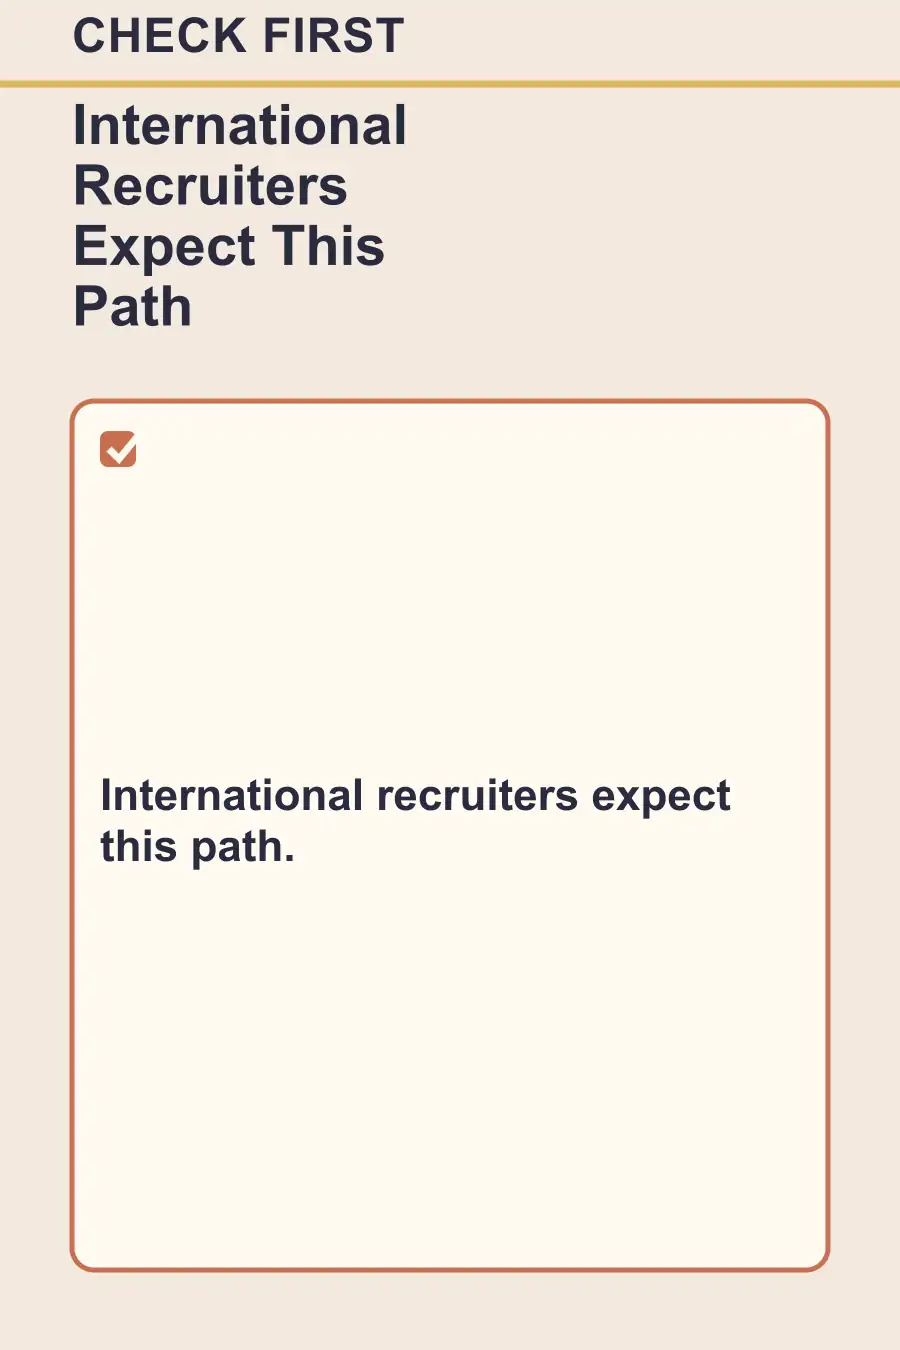 CHECK FIRST
International
Recruiters
Expect This
Path
International recruiters expect
this path.